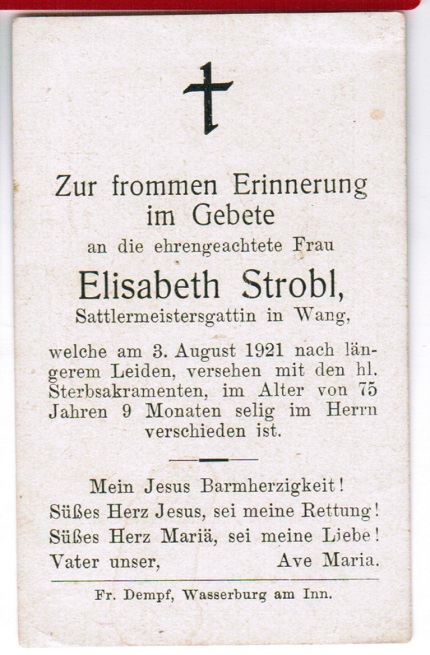 Zur frommen Erinnerung
im Gebete
an die ehrengeachtete Frau
Elisabeth Strobl,
Sattlermeistersgattin in Wang,
welche am 3. August 1921 nach län-
gerem Leiden, versehen mit den hl.
Sterbsakramenten, im Alter von 75
Jahren 9 Monaten selig im Herrn
verschieden ist.
Mein Jesus Barmherzigkeit!
Süßes Herz Jesus, sei meine Rettung!
Süßes Herz Mariä, sei meine Liebe!
Vater unser, Ave Maria.
Fr. Dempf, Wasserburg am Inn.